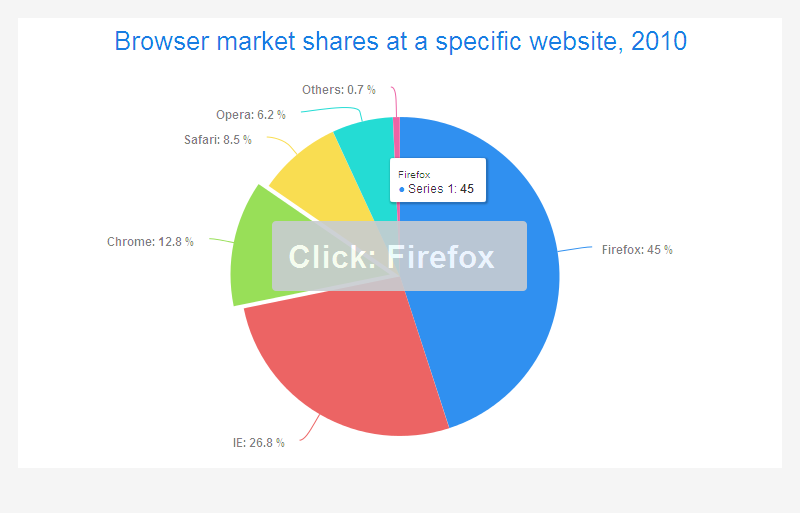 Browser market shares at a specific website, 2010
Others: 0.7 %
Opera: 6.2 %
Safari: 8.5 %
Firefox
● Series 1: 45
Chrome: 12.8 %
Firefox: 45 %
Click: Firefox
IE: 26.8 %